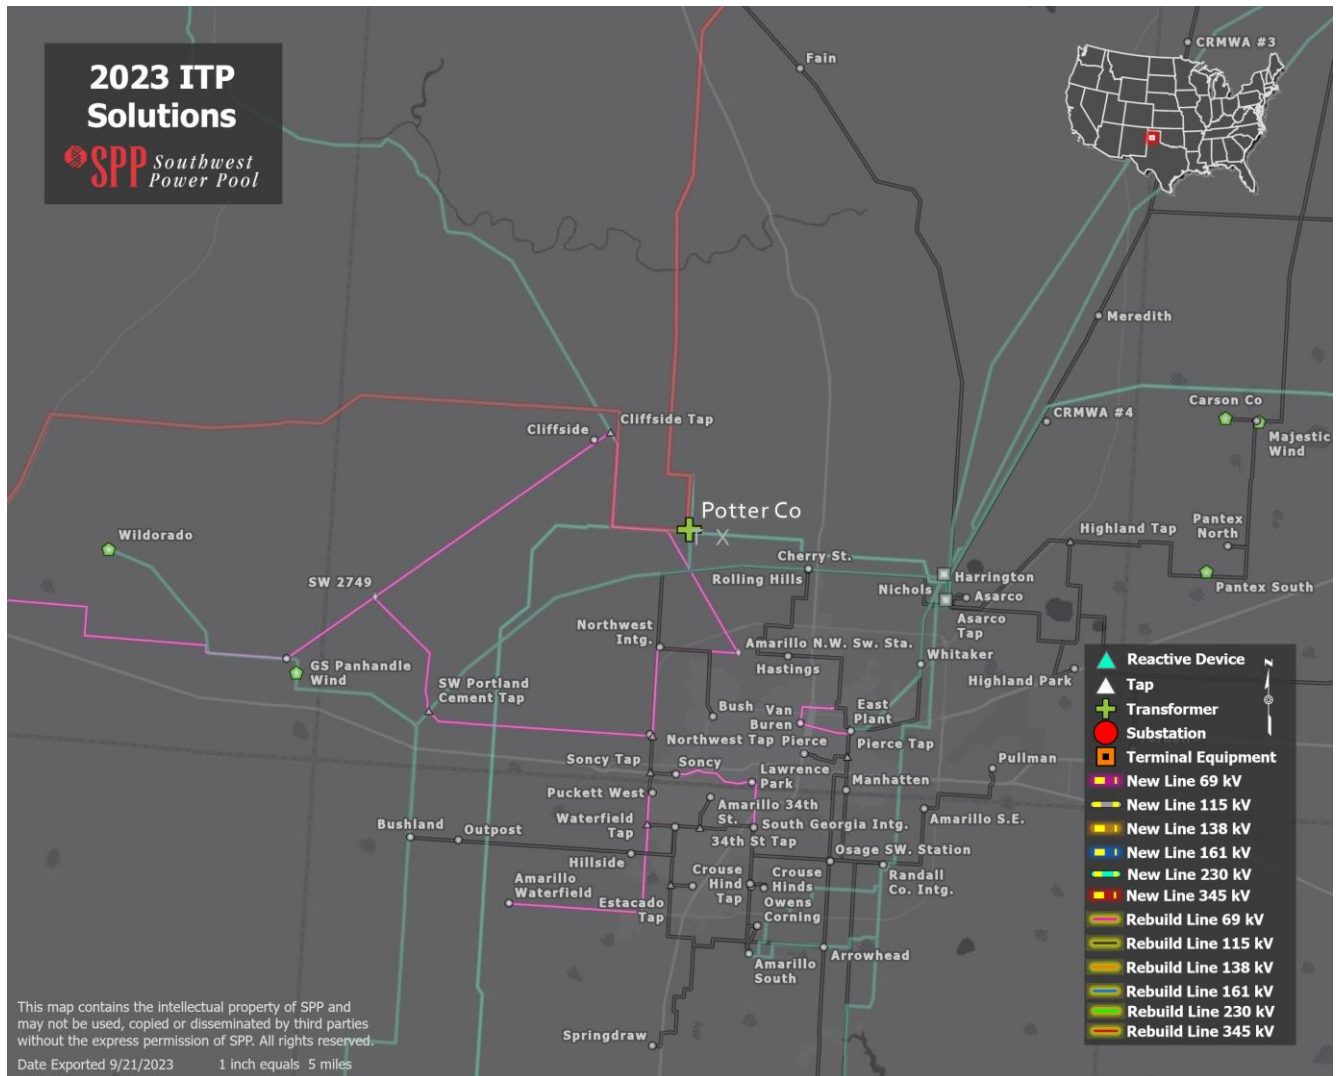 2023 ITP
Solutions
SPP Southwest
Power Pool
Fain
CRMWA #3
Meredith
CRMWA #4
Carson Co
Majestic
Wind
Cliffside Tap
Cliffside
Potter Co
T X
Wildorado
SW 2749
Pantex
North
Highland Tap
Pantex South
Cherry St.
Rolling Hills
Nichols
Harrington
Asarco
Asarco
Tap
Northwest
Intg.
Amarillo N.W. Sw. Sta.
Hastings
Whitaker
Highland Park
GS Panhandle
Wind
SW Portland
Cement Tap
Bush
Van
Buren
East
Plant
Northwest Tap
Pierce
Pierce Tap
Soncy Tap
Soncy
Lawrence
Park
Manhatten
Pullman
Puckett West
Amarillo 34th
St.
Amarillo S.E.
Waterfield
Tap
South Georgia Intg.
34th St Tap
Bushland
Outpost
Hillside
Osage SW. Station
Crouse
Hind
Tap
Crouse
Hinds
Randall
Co. Intg.
Amarillo
Waterfield
Estacado
Tap
Owens
Corning
Arrowhead
Amarillo
South
Springdraw
N
Reactive Device
Tap
Transformer
Substation
Terminal Equipment
New Line 69 kV
New Line 115 kV
New Line 138 kV
New Line 161 kV
New Line 230 kV
New Line 345 kV
Rebuild Line 69 kV
Rebuild Line 115 kV
Rebuild Line 138 kV
Rebuild Line 161 kV
Rebuild Line 230 kV
Rebuild Line 345 kV
This map contains the intellectual property of SPP and
may not be used, copied or disseminated by third parties
without the express permission of SPP. All rights reserved.
Date Exported 9/21/2023 1 inch equals 5 miles